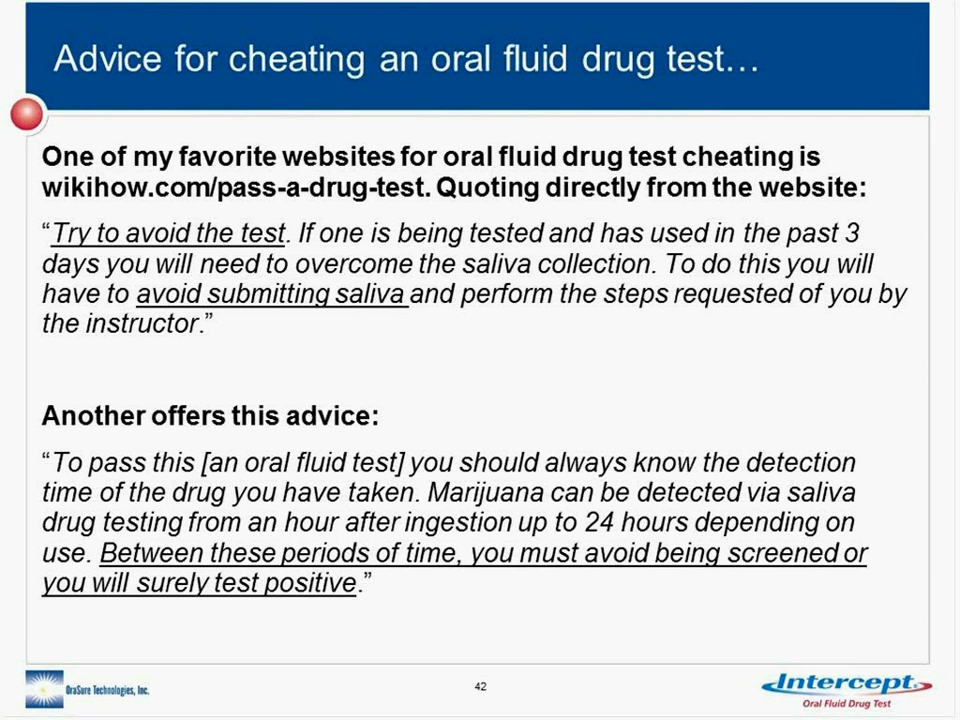 Advice for cheating an oral fluid drug test…
One of my favorite websites for oral fluid drug test cheating is
wikihow.com/pass-a-drug-test. Quoting directly from the website:
“Try to avoid the test. If one is being tested and has used in the past 3
days you will need to overcome the saliva collection. To do this you will
have to avoid submitting saliva and perform the steps requested of you by
the instructor.”
Another offers this advice:
“To pass this [an oral fluid test] you should always know the detection
time of the drug you have taken. Marijuana can be detected via saliva
drug testing from an hour after ingestion up to 24 hours depending on
use. Between these periods of time, you must avoid being screened or
you will surely test positive.”
OraSure Technologies, Inc.
42
Intercept
Oral Fluid Drug Test